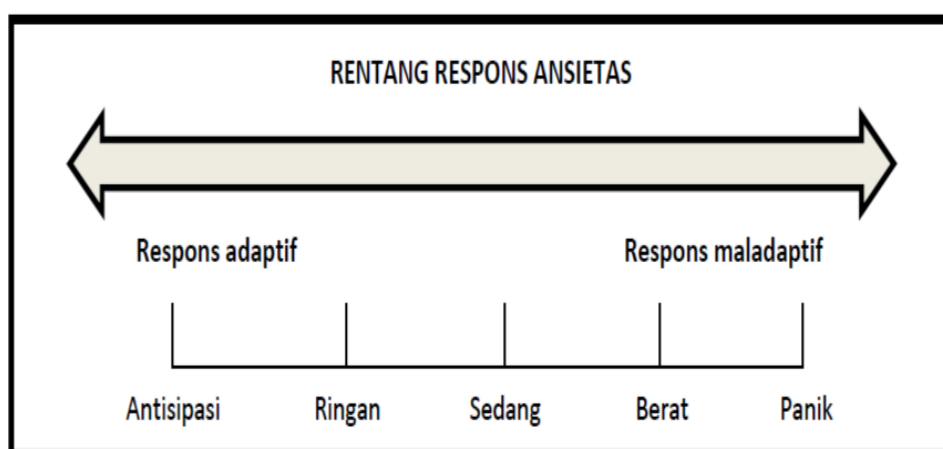 RENTANG RESPONS ANSIETAS
Respons adaptif Respons maladaptif
Antisipasi Ringan Sedang Berat Panik